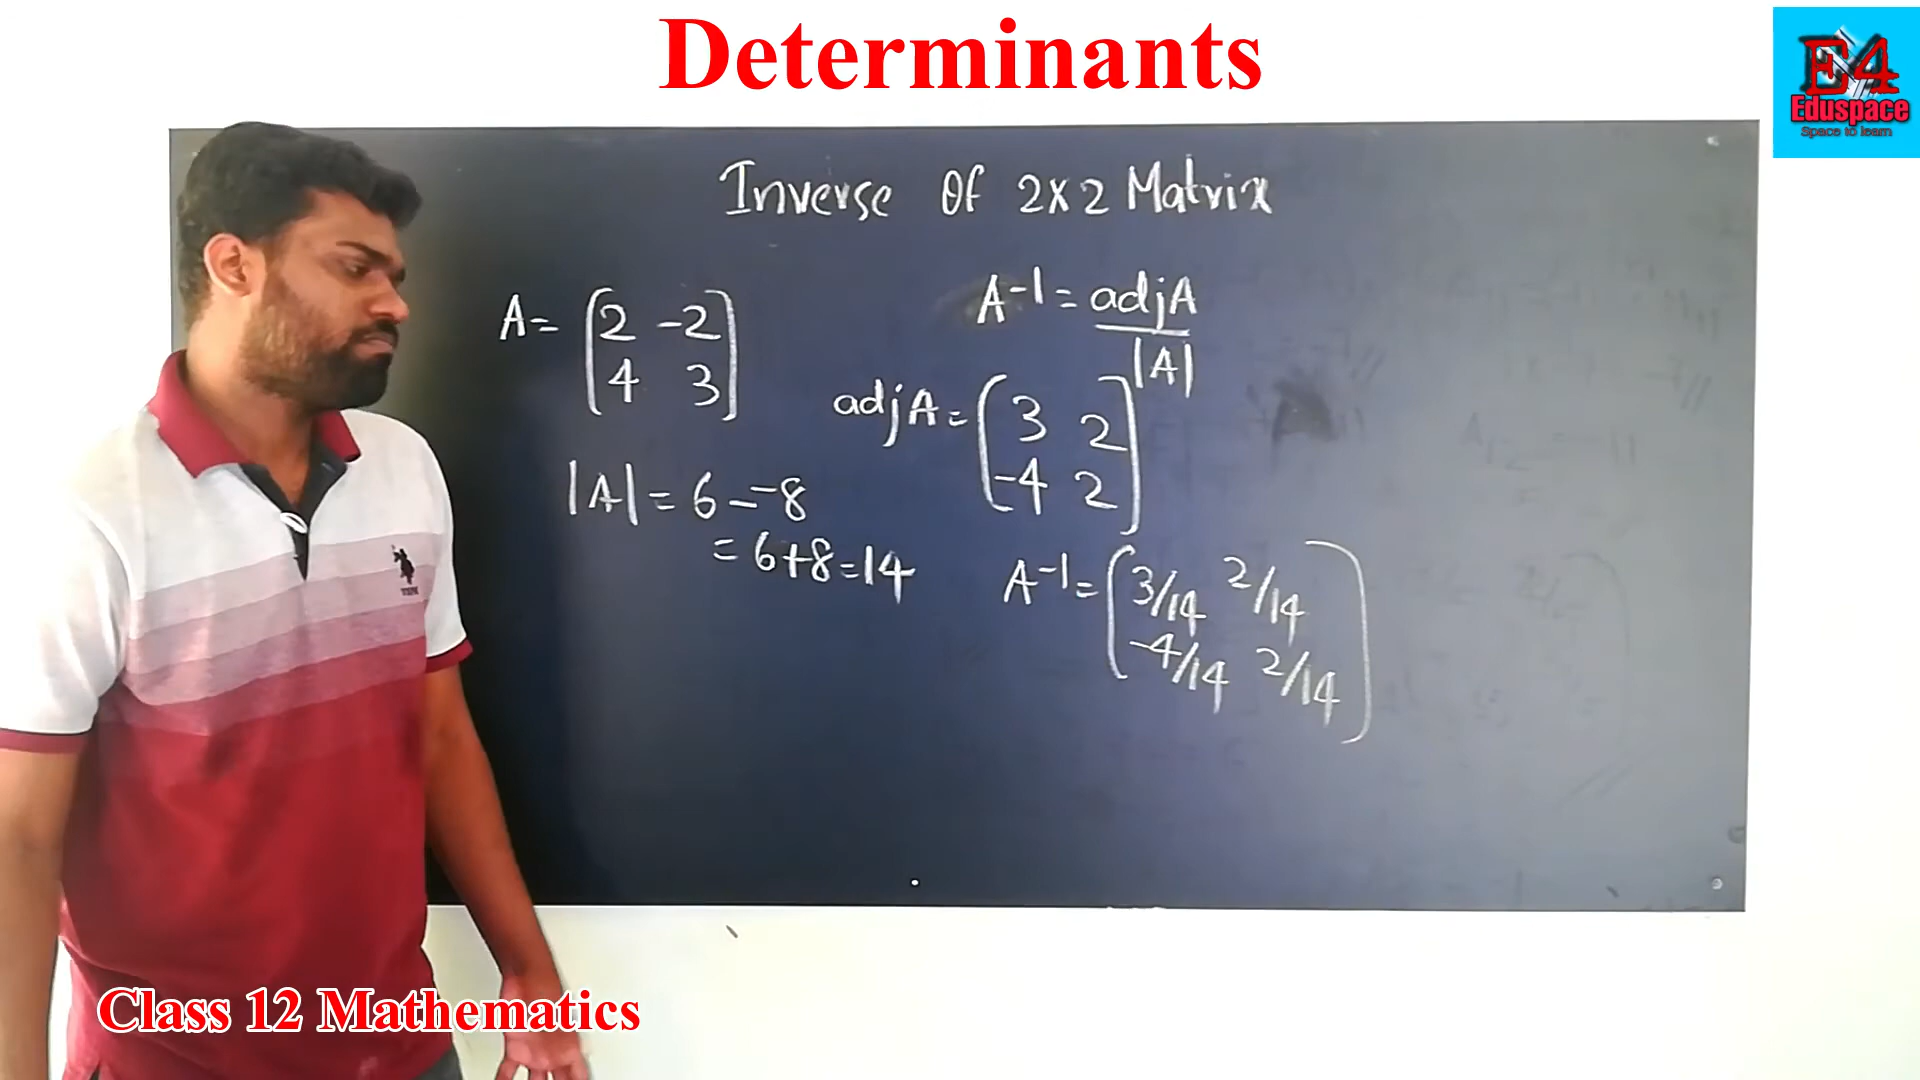 Determinants
E4
Eduspace
Space to learn
Inverse Of 2x2 Matrix
A= [2 -2
4 3]
A⁻¹ = adjA
|A|
adjA = [3 2
-4 2]
|A| = 6 - -8
= 6+8=14
A⁻¹ = [3/14 2/14
-4/14 2/14]
Class 12 Mathematics